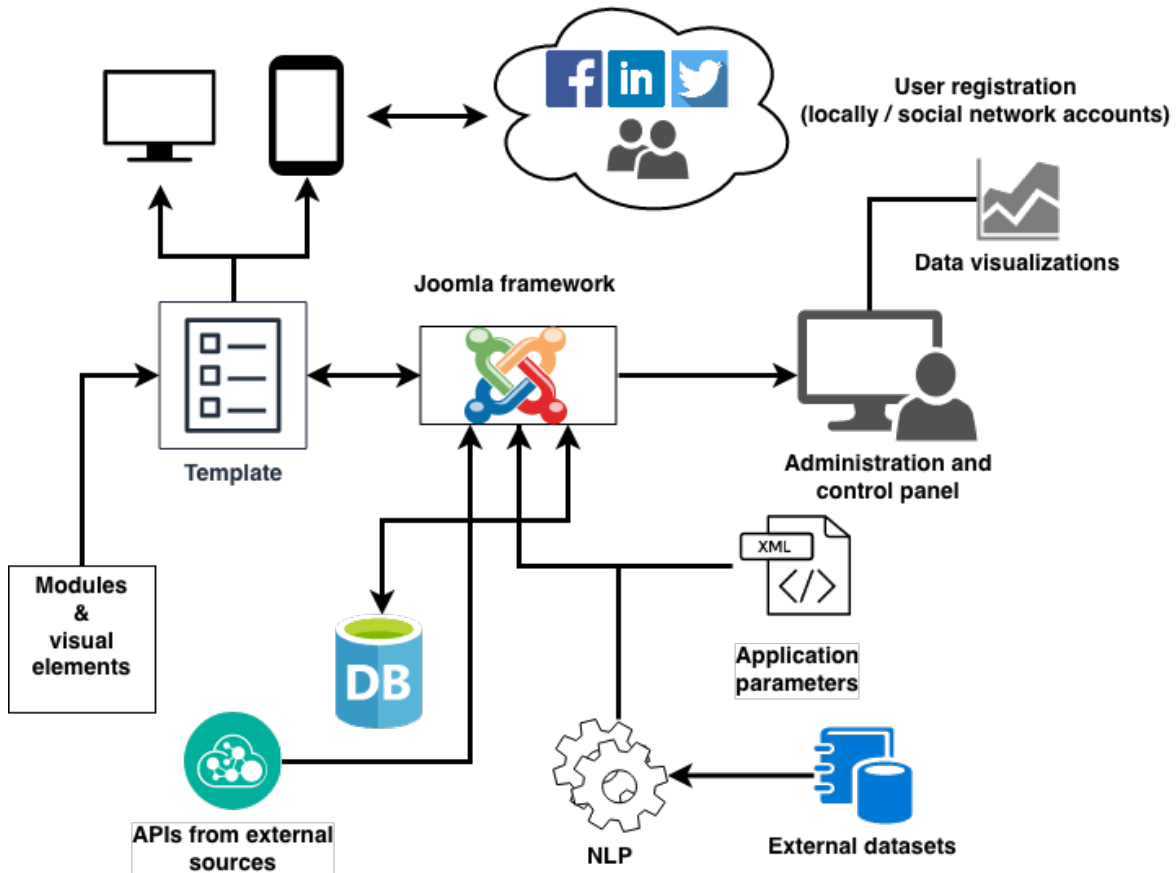 f
in
User registration
(locally / social network accounts)
Data visualizations
Joomla framework
Template
Administration and
control panel
XML
</>
Modules
&
visual
elements
DB
Application
parameters
APIs from external
sources
NLP
External datasets